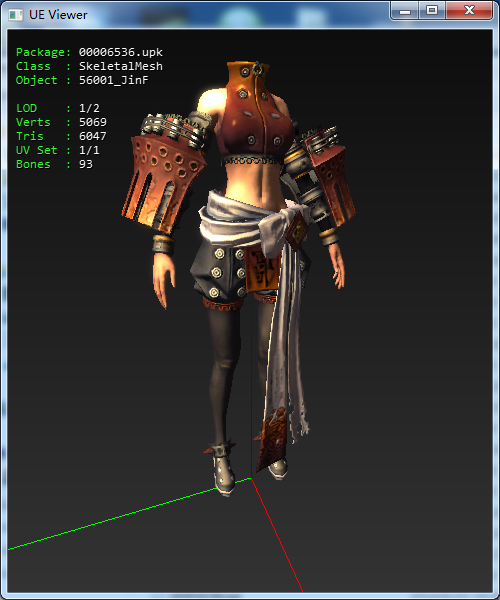 UE Viewer
Package: 00006536.upk
Class : SkeletalMesh
Object : 56001_JinF
LOD : 1/2
Verts : 5069
Tris : 6047
UV Set : 1/1
Bones : 93